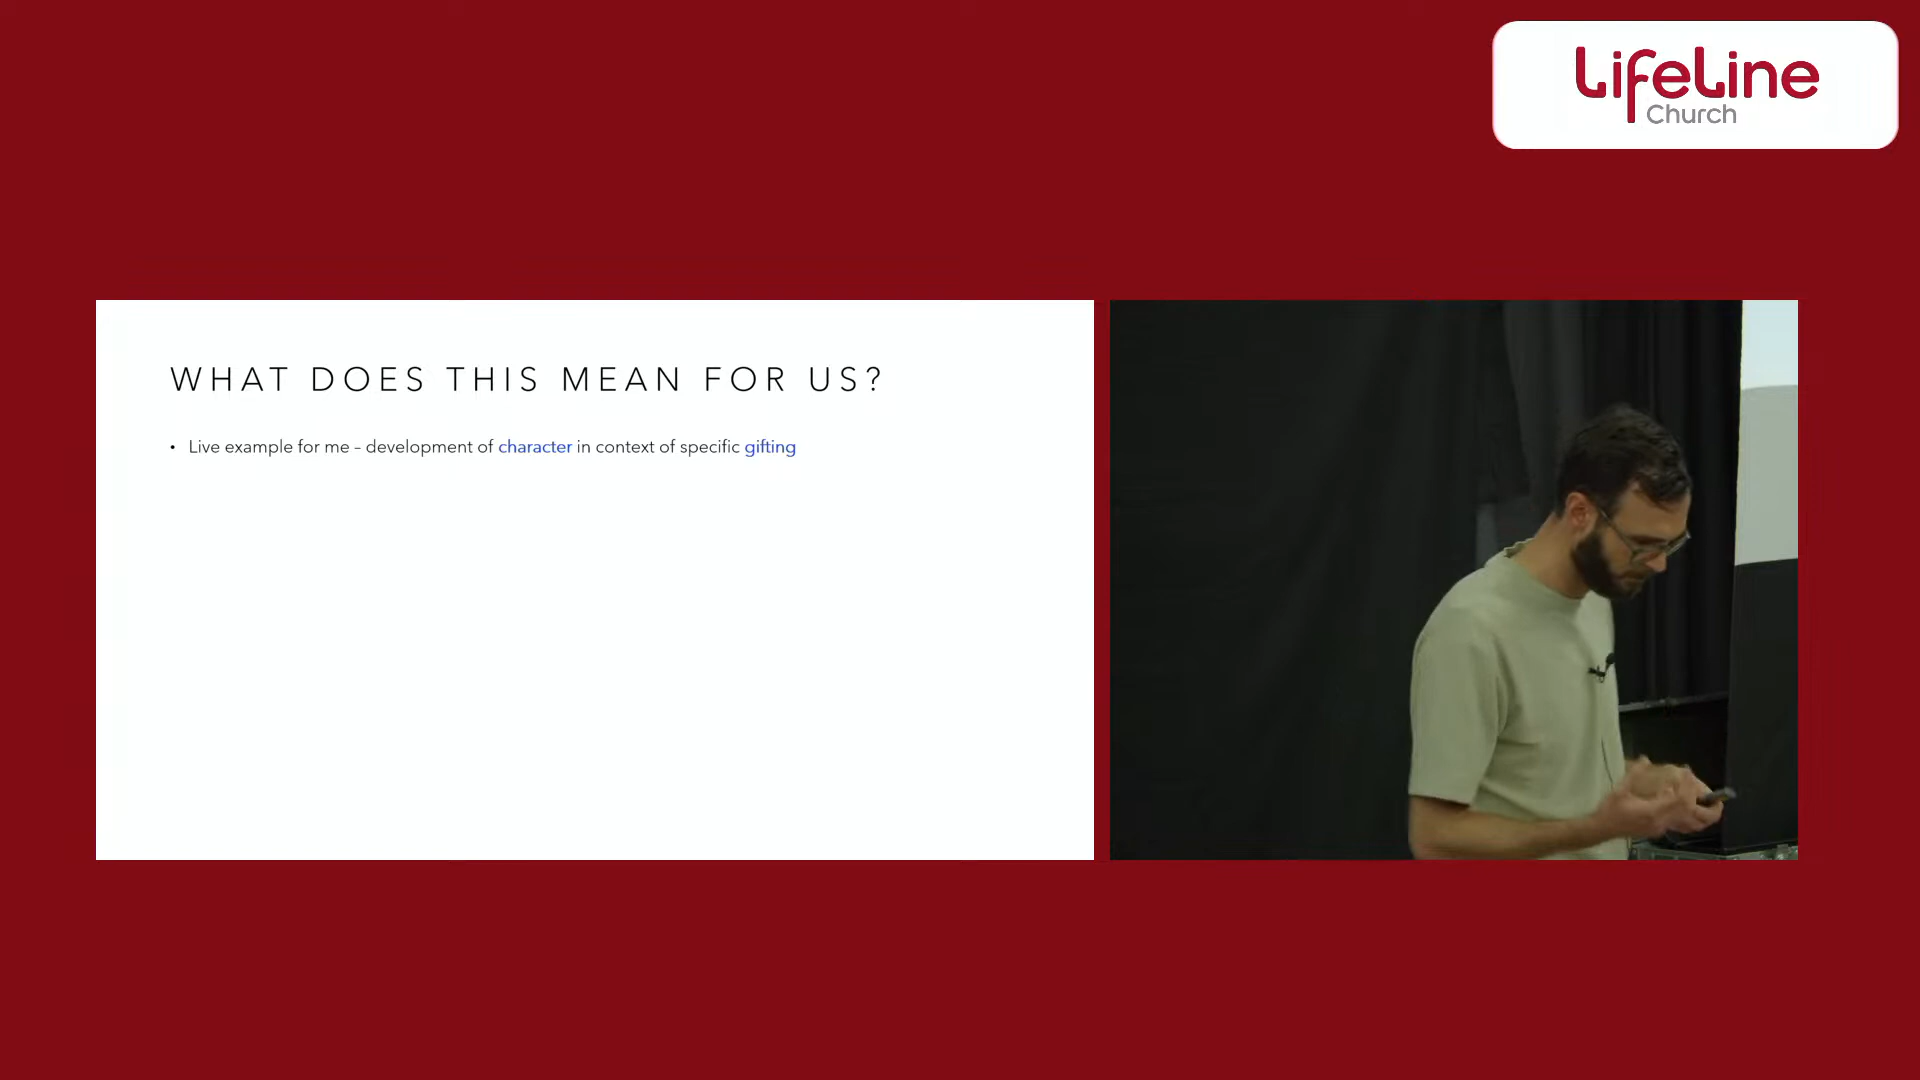 LifeLine
Church
WHAT DOES THIS MEAN FOR US?
• Live example for me – development of character in context of specific gifting